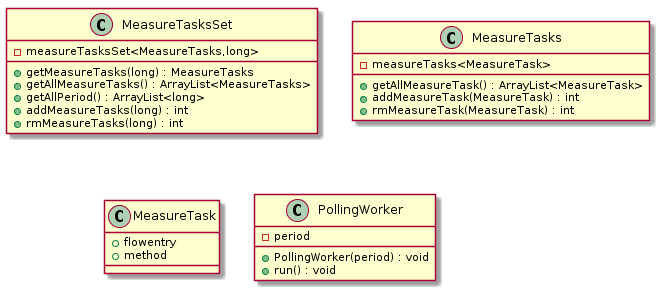 C MeasureTasksSet
measureTasksSet<MeasureTasks,long>
getMeasureTasks(long) : MeasureTasks
getAllMeasureTasks() : ArrayList<MeasureTasks>
getAllPeriod() : ArrayList<long>
addMeasureTasks(long) : int
rmMeasureTasks(long) : int
C MeasureTasks
measureTasks<MeasureTask>
getAllMeasureTask() : ArrayList<MeasureTask>
addMeasureTask(MeasureTask) : int
rmMeasureTask(MeasureTask) : int
C MeasureTask
flowentry
method
C PollingWorker
period
PollingWorker(period) : void
run() : void